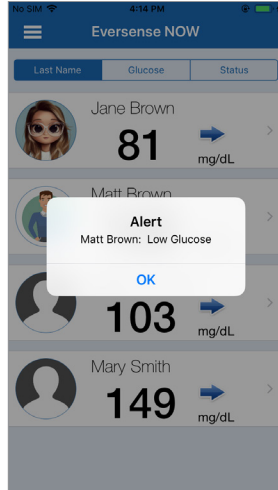 No SIM 4:14 PM
Eversense NOW
Last Name Glucose Status
Jane Brown
81
mg/dL
Matt Brown
Alert
Matt Brown: Low Glucose
OK
103
mg/dL
Mary Smith
149
mg/dL